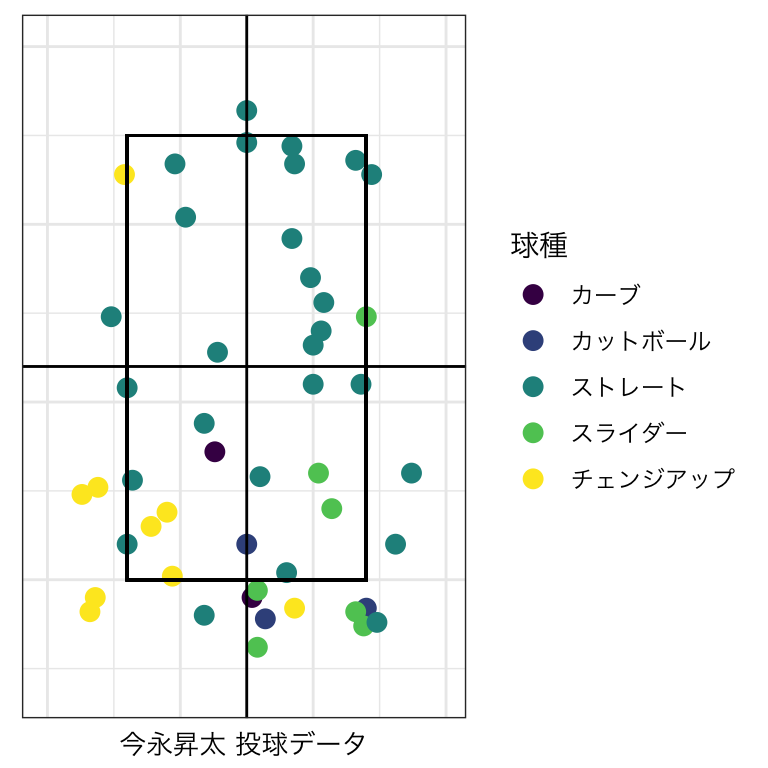 球種
カーブ
カットボール
ストレート
スライダー
チェンジアップ
今永昇太 投球データ